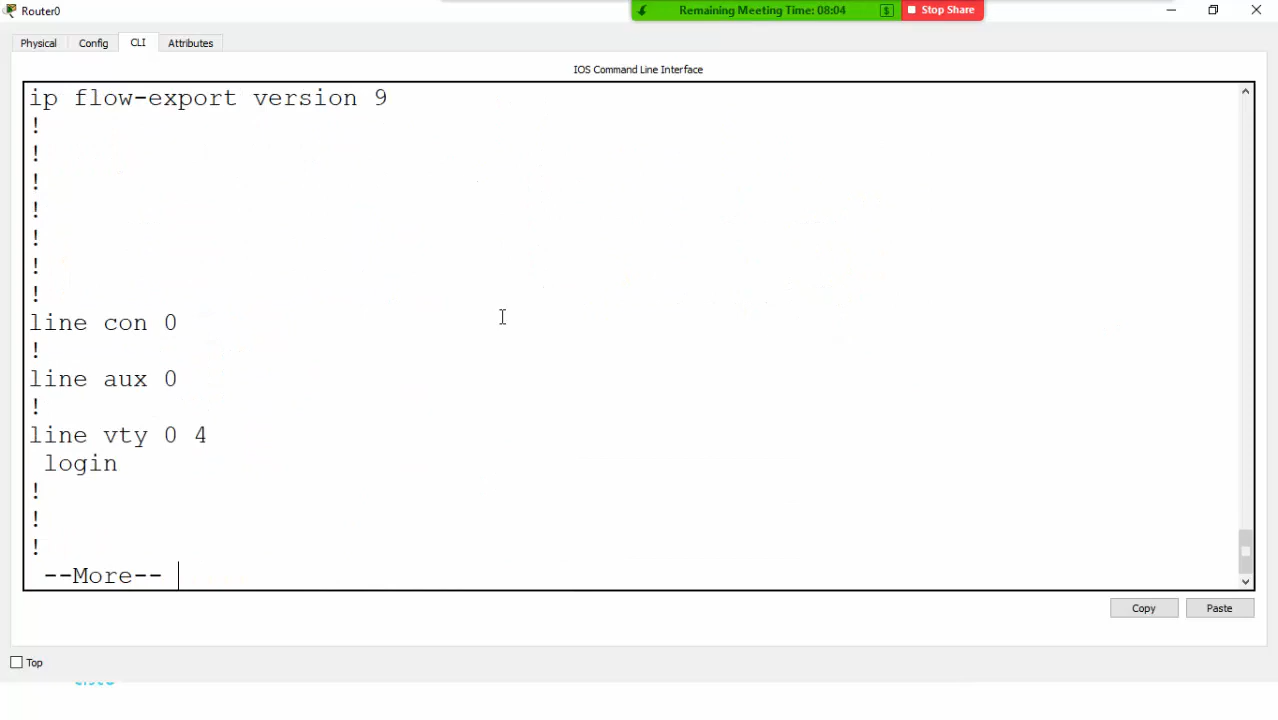 Router0
Remaining Meeting Time: 08:04
$
Stop Share
Physical
Config
CLI
Attributes
IOS Command Line Interface
ip flow-export version 9
!
!
!
!
!
!
!
line con 0
!
line aux 0
!
line vty 0 4
login
!
!
!
--More--
Copy
Paste
Top